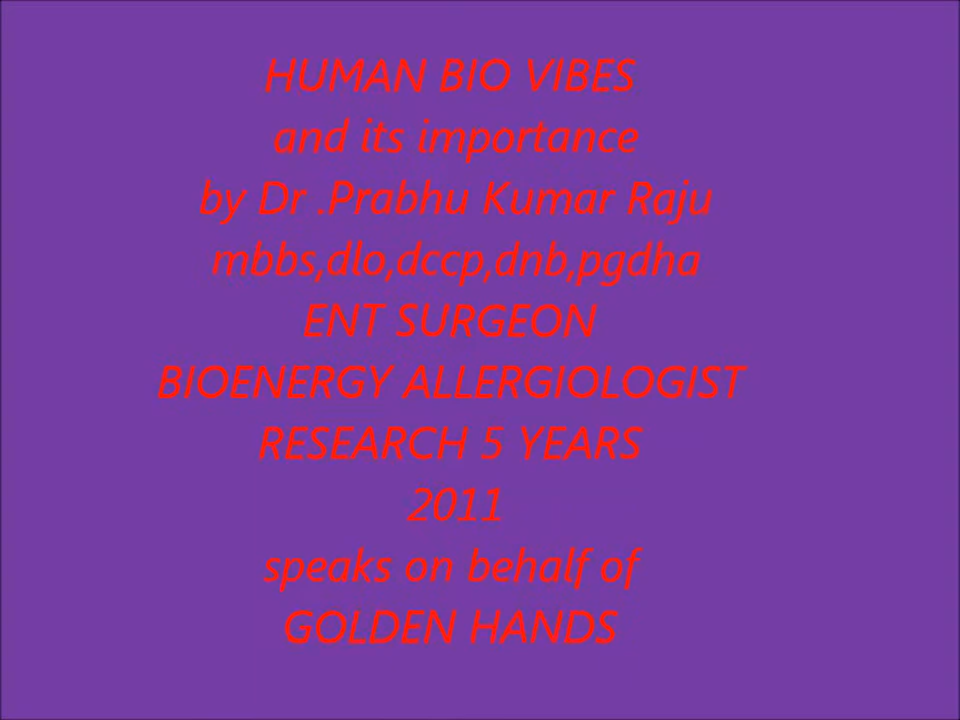 HUMAN BIO VIBES
and its importance
by Dr .Prabhu Kumar Raju
mbbs,dlo,dccp,dnb,pgdha
ENT SURGEON
BIOENERGY ALLERGIOLOGIST
RESEARCH 5 YEARS
2011
speaks on behalf of
GOLDEN HANDS